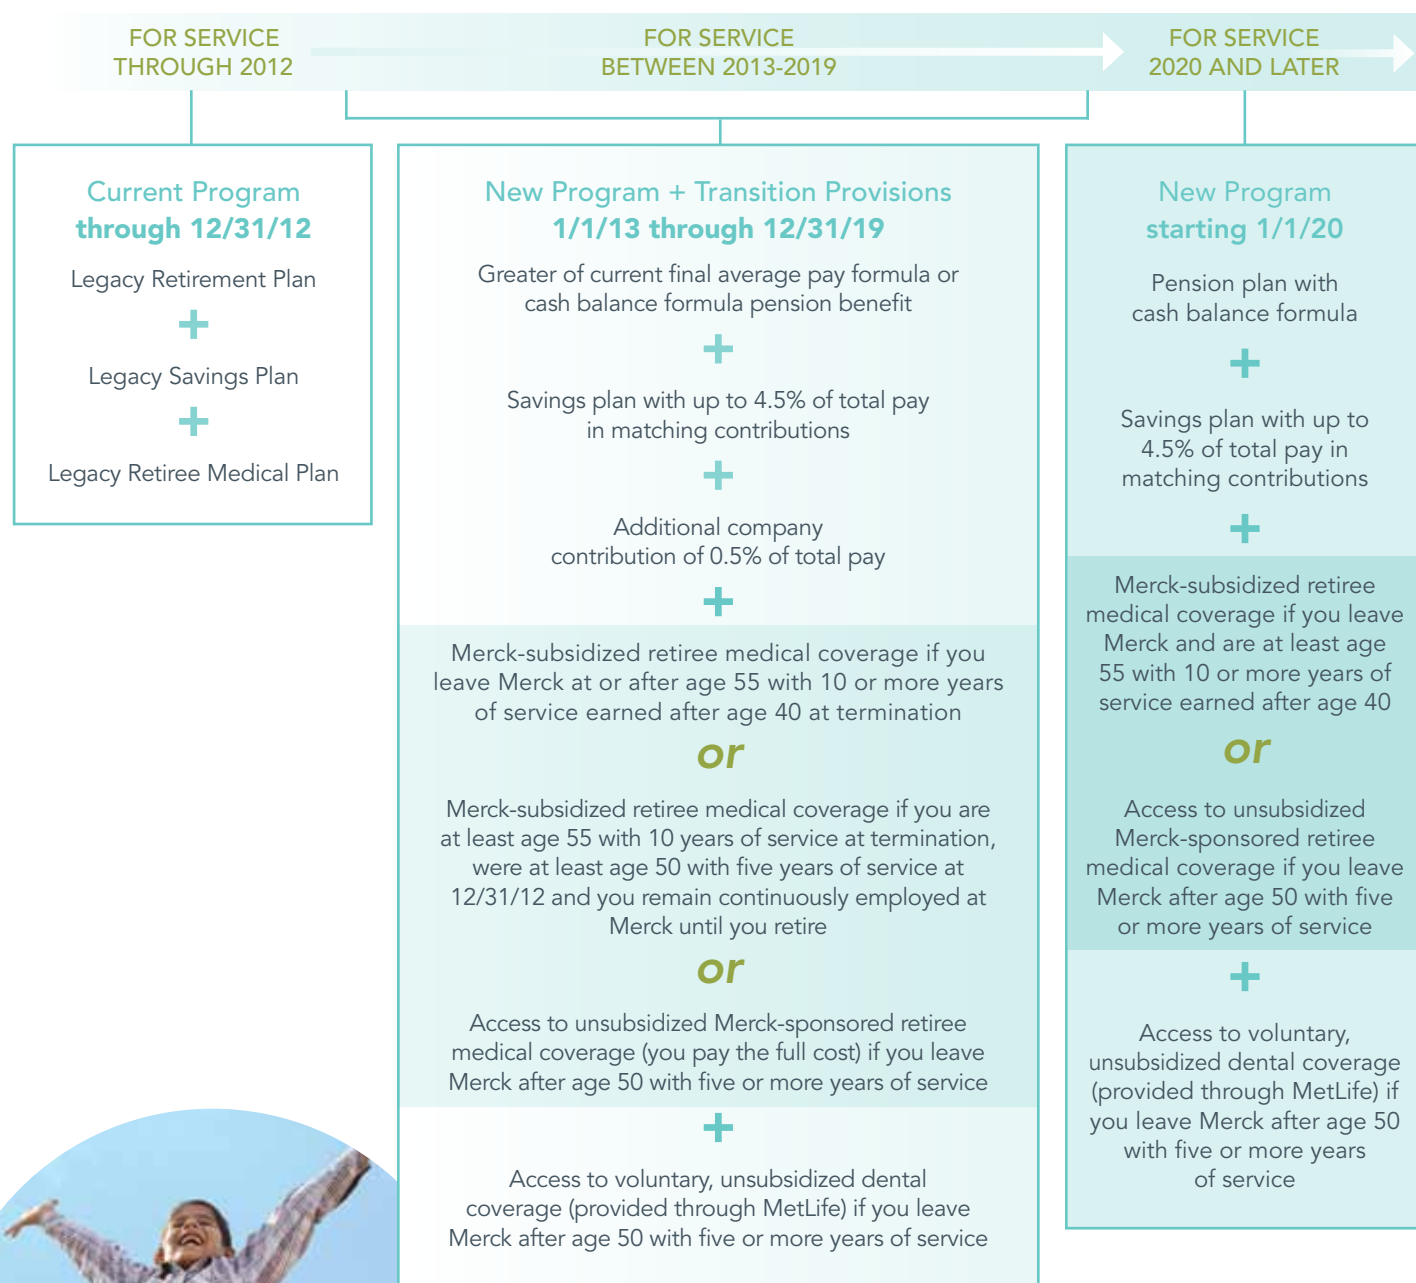 FOR SERVICE
THROUGH 2012
FOR SERVICE
BETWEEN 2013-2019
FOR SERVICE
2020 AND LATER
Current Program
through 12/31/12
Legacy Retirement Plan
+
Legacy Savings Plan
+
Legacy Retiree Medical Plan
New Program + Transition Provisions
1/1/13 through 12/31/19
Greater of current final average pay formula or
cash balance formula pension benefit
+
Savings plan with up to 4.5% of total pay
in matching contributions
+
Additional company
contribution of 0.5% of total pay
+
Merck-subsidized retiree medical coverage if you
leave Merck at or after age 55 with 10 or more years
of service earned after age 40 at termination
or
Merck-subsidized retiree medical coverage if you are
at least age 55 with 10 years of service at termination,
were at least age 50 with five years of service at
12/31/12 and you remain continuously employed at
Merck until you retire
or
Access to unsubsidized Merck-sponsored retiree
medical coverage (you pay the full cost) if you leave
Merck after age 50 with five or more years of service
+
Access to voluntary, unsubsidized dental
coverage (provided through MetLife) if you leave
Merck after age 50 with five or more years of service
New Program
starting 1/1/20
Pension plan with
cash balance formula
+
Savings plan with up to
4.5% of total pay in
matching contributions
+
Merck-subsidized retiree
medical coverage if you leave
Merck and are at least age
55 with 10 or more years of
service earned after age 40
or
Access to unsubsidized
Merck-sponsored retiree
medical coverage if you leave
Merck after age 50 with five
or more years of service
+
Access to voluntary,
unsubsidized dental coverage
(provided through MetLife) if
you leave Merck after age 50
with five or more years
of service